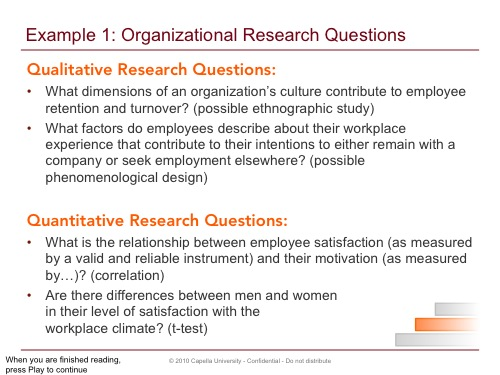 Example 1: Organizational Research Questions
Qualitative Research Questions:
• What dimensions of an organization's culture contribute to employee
retention and turnover? (possible ethnographic study)
• What factors do employees describe about their workplace
experience that contribute to their intentions to either remain with a
company or seek employment elsewhere? (possible
phenomenological design)
Quantitative Research Questions:
• What is the relationship between employee satisfaction (as measured
by a valid and reliable instrument) and their motivation (as measured
by…)? (correlation)
• Are there differences between men and women
in their level of satisfaction with the
workplace climate? (t-test)
When you are finished reading,
press Play to continue
© 2010 Capella University - Confidential - Do not distribute